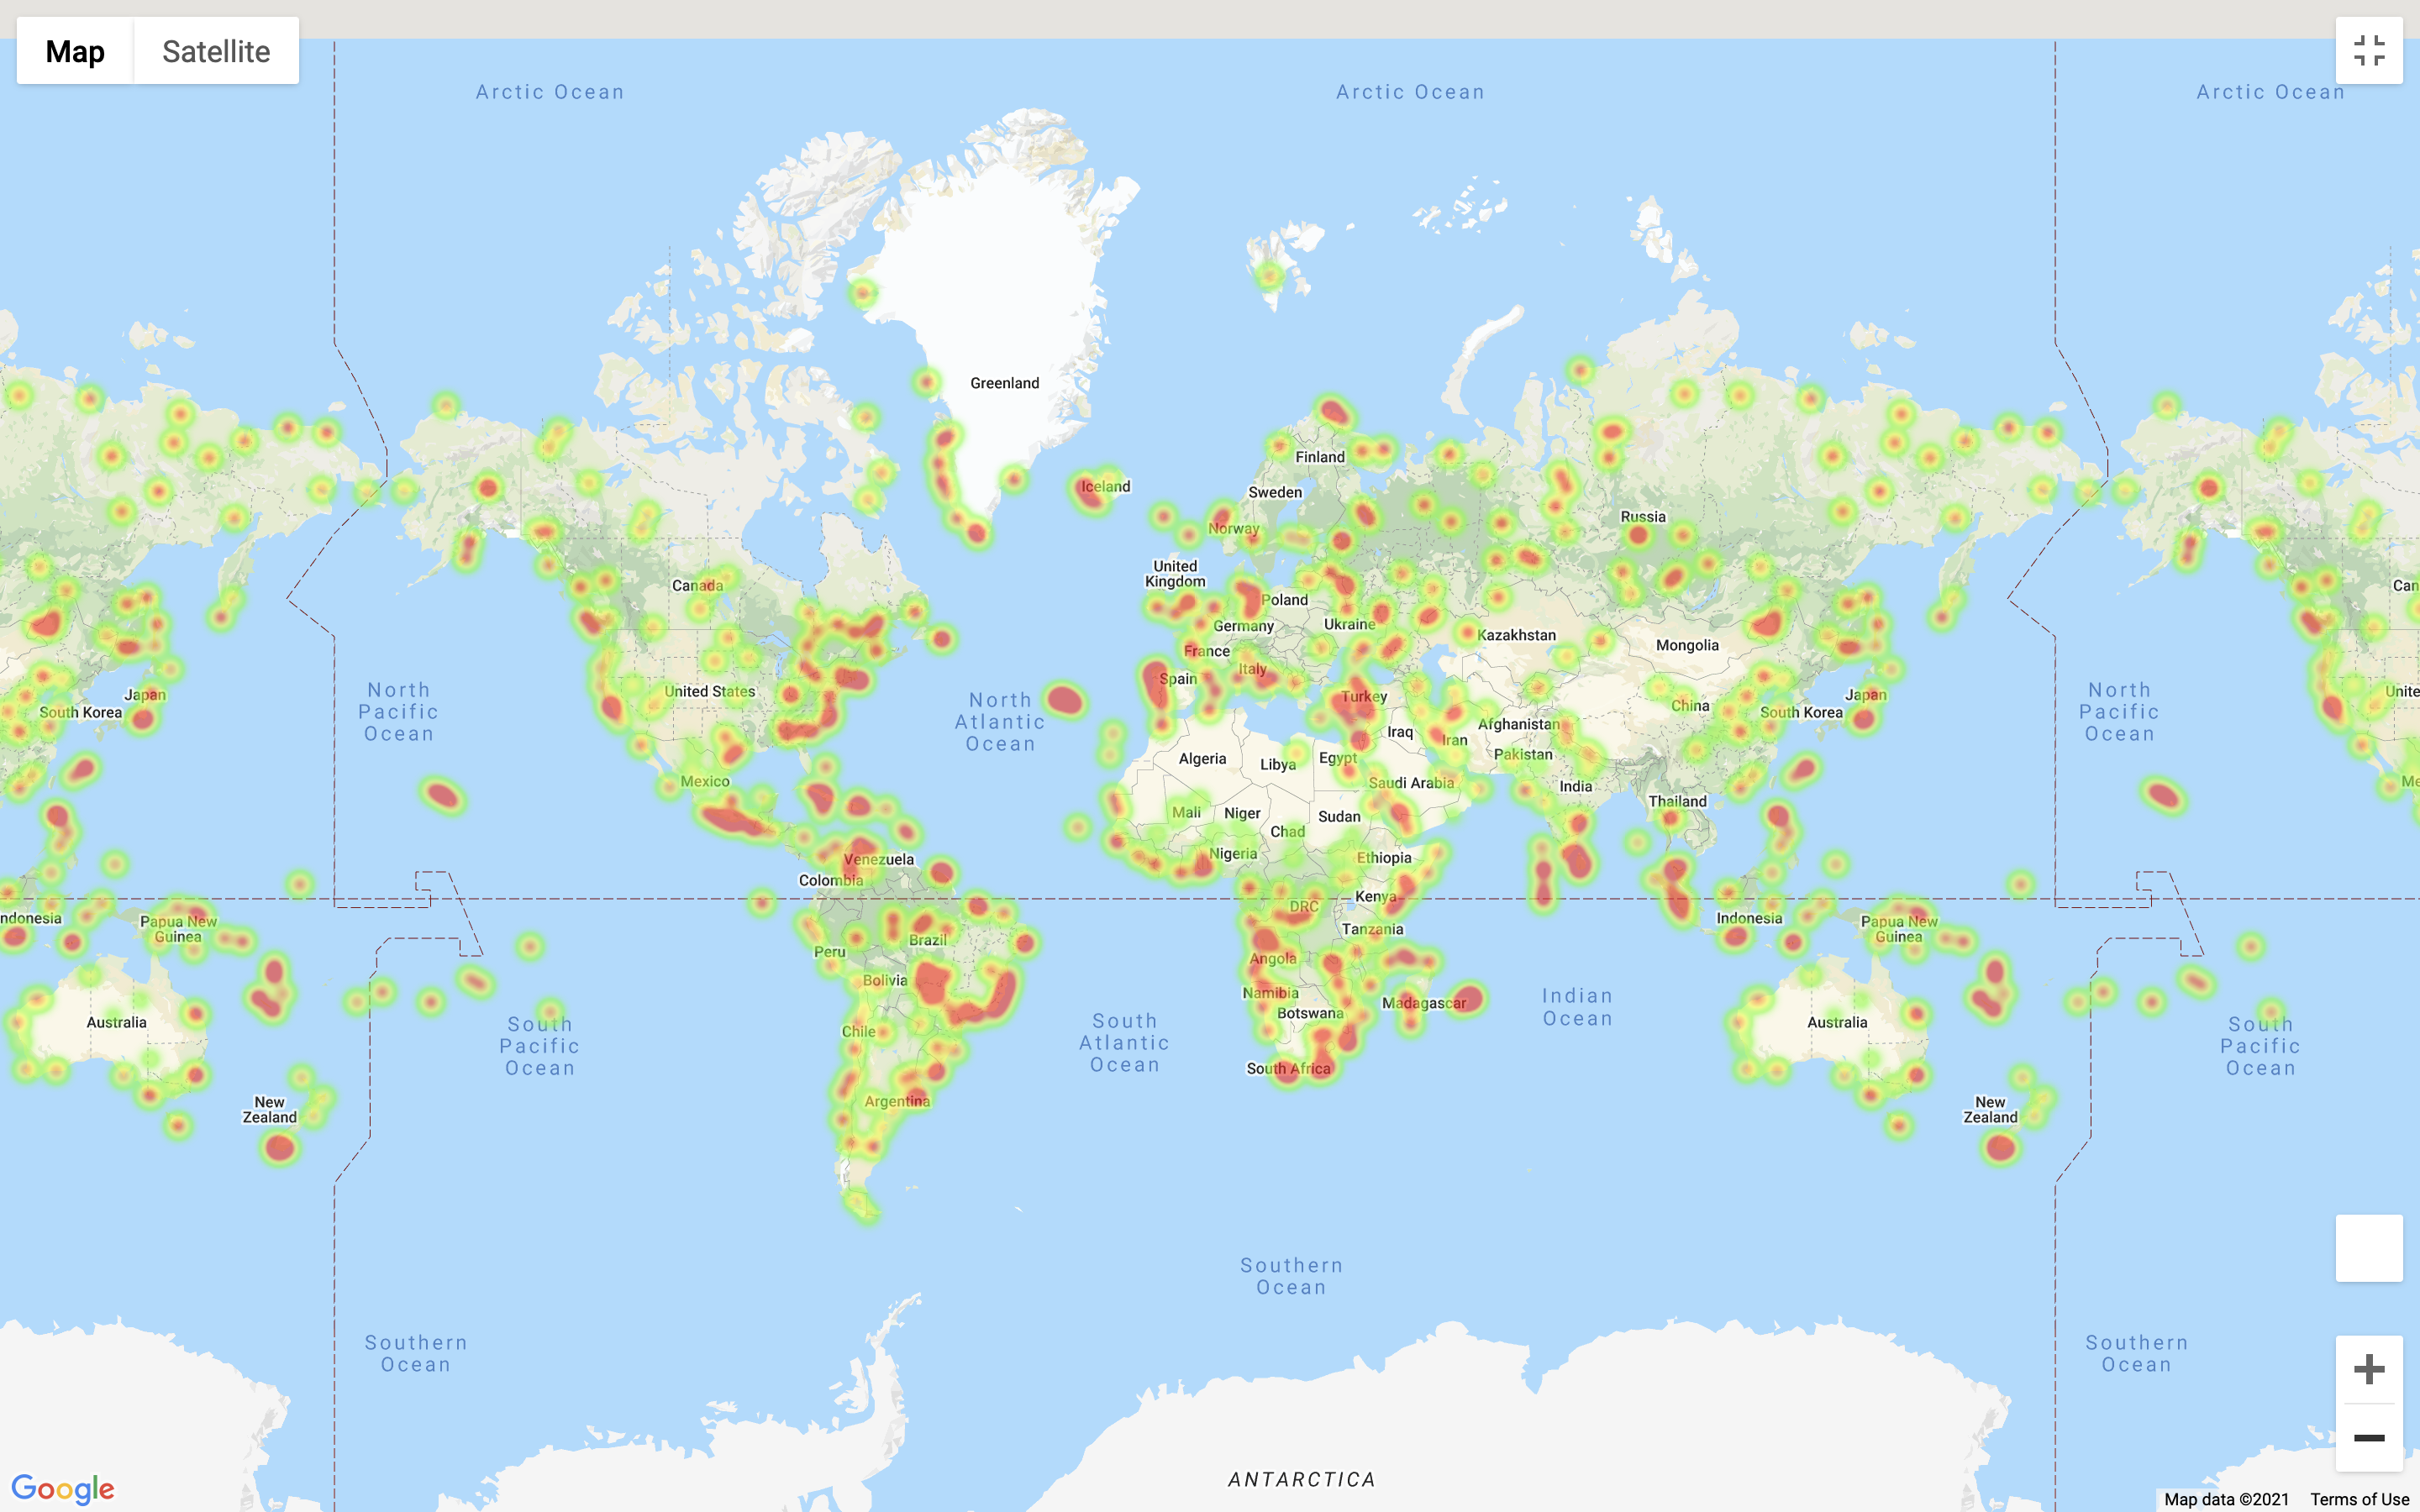 Map
Satellite
Arctic Ocean
Arctic Ocean
Arctic Ocean
Greenland
Iceland
Finland
Sweden
Norway
Russia
United
Kingdom
Canada
Can
Poland
Germany
Ukraine
Kazakhstan
Mongolia
France
Italy
Spain
Turkey
Japan
South Korea
North
Pacific
Ocean
United States
North
Atlantic
Ocean
Afghanistan
China
Japan
South Korea
North
Pacific
Ocean
Unite
Iraq
Iran
Algeria
Libya
Egypt
Pakistan
Mexico
Saudi Arabia
India
Me
Mali
Niger
Sudan
Chad
Thailand
Nigeria
Ethiopia
Venezuela
Colombia
Kenya
DRC
ndonesia
Papua New
Guinea
Peru
Brazil
Tanzania
Indonesia
Papua New
Guinea
Angola
Bolivia
Namibia
Madagascar
Botswana
Indian
Ocean
Australia
South
Pacific
Ocean
Chile
South
Atlantic
Ocean
Australia
South
Pacific
Ocean
South Africa
New
Zealand
Argentina
New
Zealand
Southern
Ocean
Southern
Ocean
Southern
Ocean
ANTARCTICA
Google
Map data ©2021
Terms of Use